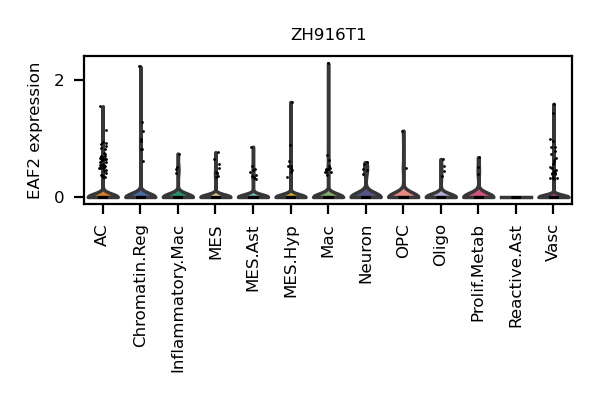 ZH916T1
EAF2 expression
2
0
AC
Chromatin.Reg
Inflammatory.Mac
MES
MES.Ast
MES.Hyp
Mac
Neuron
OPC
Oligo
Prolif.Metab
Reactive.Ast
Vasc